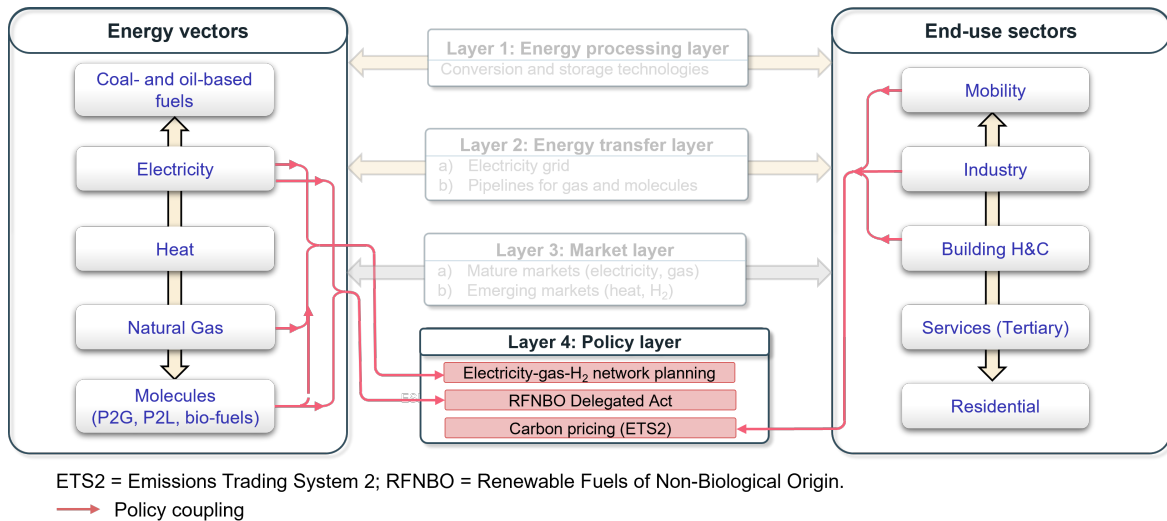 Energy vectors
Coal- and oil-based
fuels
Electricity
Heat
Natural Gas
Molecules
(P2G, P2L, bio-fuels)
Layer 1: Energy processing layer
Conversion and storage technologies
Layer 2: Energy transfer layer
a) Electricity grid
b) Pipelines for gas and molecules
Layer 3: Market layer
a) Mature markets (electricity, gas)
b) Emerging markets (heat, H₂)
Layer 4: Policy layer
Electricity-gas-H₂ network planning
RFNBO Delegated Act
Carbon pricing (ETS2)
End-use sectors
Mobility
Industry
Building H&C
Services (Tertiary)
Residential
ETS2 = Emissions Trading System 2; RFNBO = Renewable Fuels of Non-Biological Origin.
Policy coupling